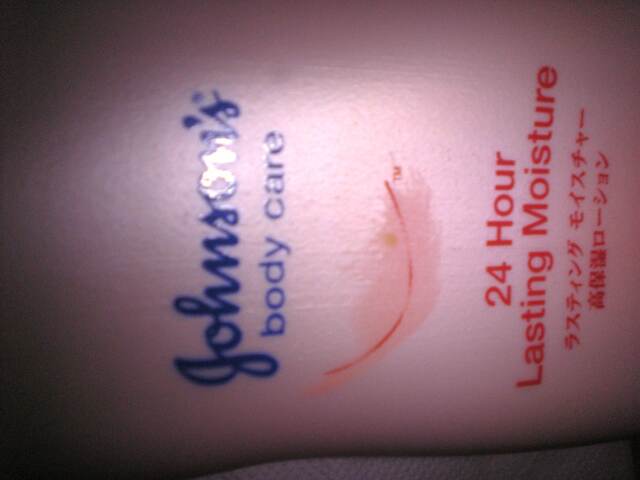 Johnson's
body care
™
24 Hour
Lasting Moisture
ラスティング モイスチャー
高保湿ローション